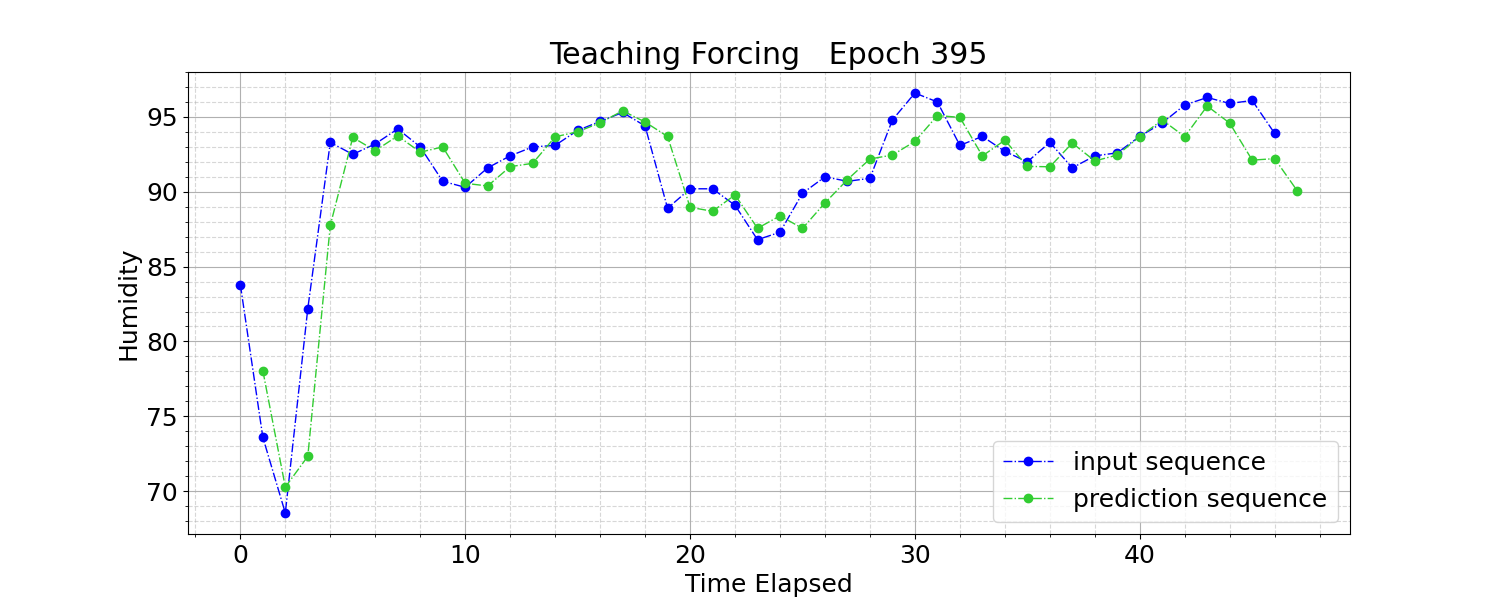 Teaching Forcing   Epoch 395
Humidity
95
90
85
80
75
70
0 10 20 30 40
Time Elapsed
input sequence
prediction sequence